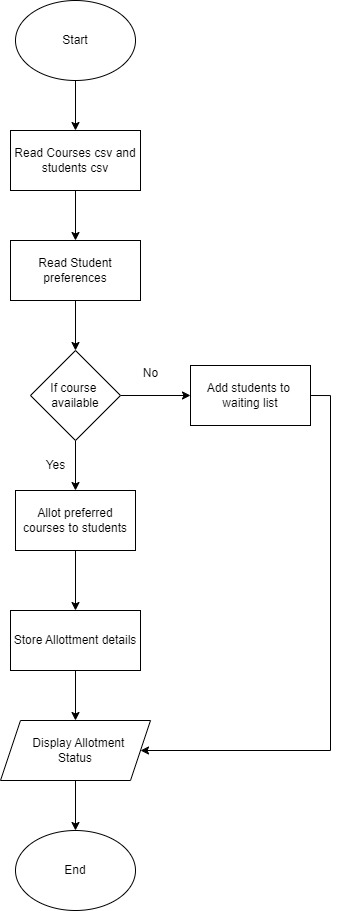 Start
Read Courses csv and
students csv
Read Student
preferences
If course
available
No
Add students to
waiting list
Yes
Allot preferred
courses to students
Store Allottment details
Display Allotment
Status
End